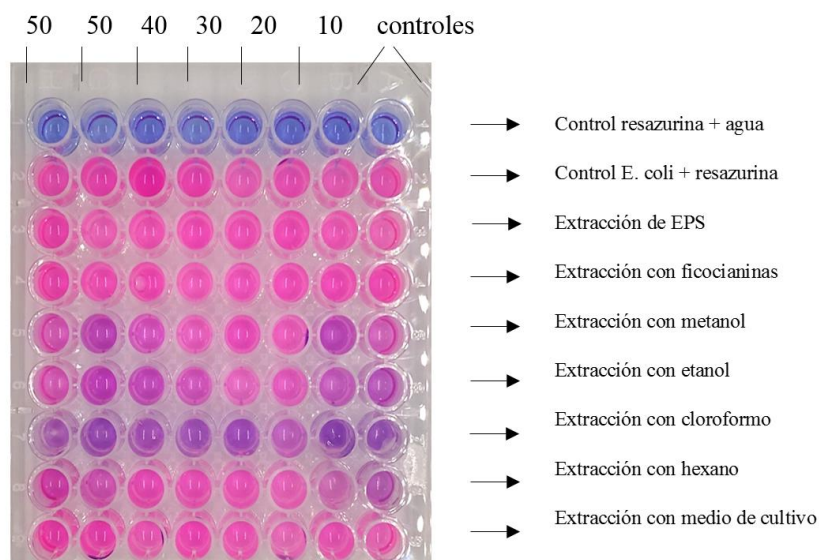 50 50 40 30 20 10 controles
Control resazurina + agua
Control E. coli + resazurina
Extracción de EPS
Extracción con ficocianinas
Extracción con metanol
Extracción con etanol
Extracción con cloroformo
Extracción con hexano
Extracción con medio de cultivo